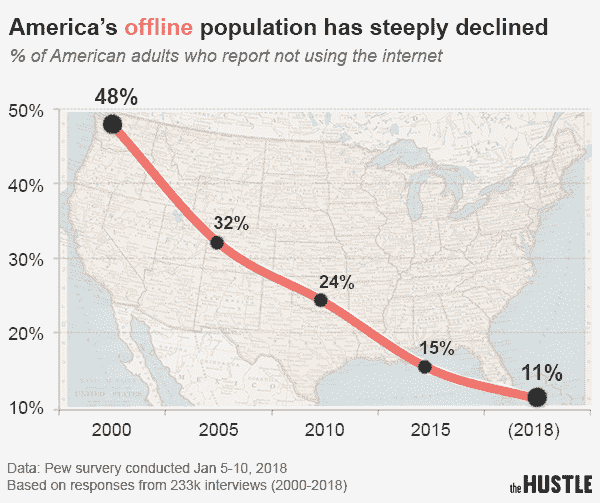 America's offline population has steeply declined
% of American adults who report not using the internet
50%
48%
40%
32%
30%
24%
20%
15%
11%
10%
2000 2005 2010 2015 (2018)
Data: Pew survery conducted Jan 5-10, 2018
Based on responses from 233k interviews (2000-2018)
the HUSTLE